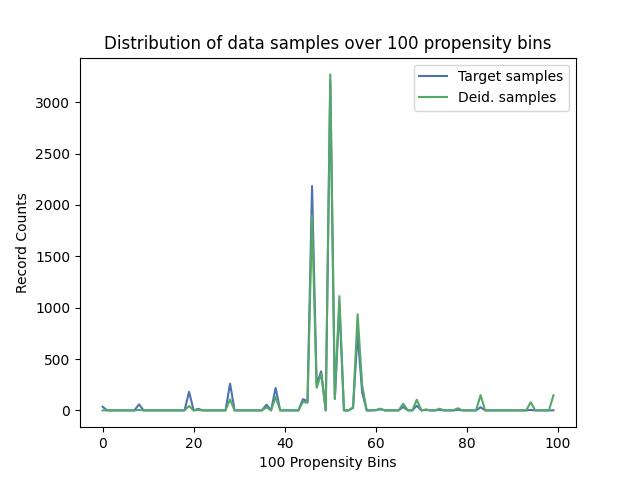 Distribution of data samples over 100 propensity bins
Target samples
Deid. samples
Record Counts
3000
2500
2000
1500
1000
500
0
0 20 40 60 80 100
100 Propensity Bins